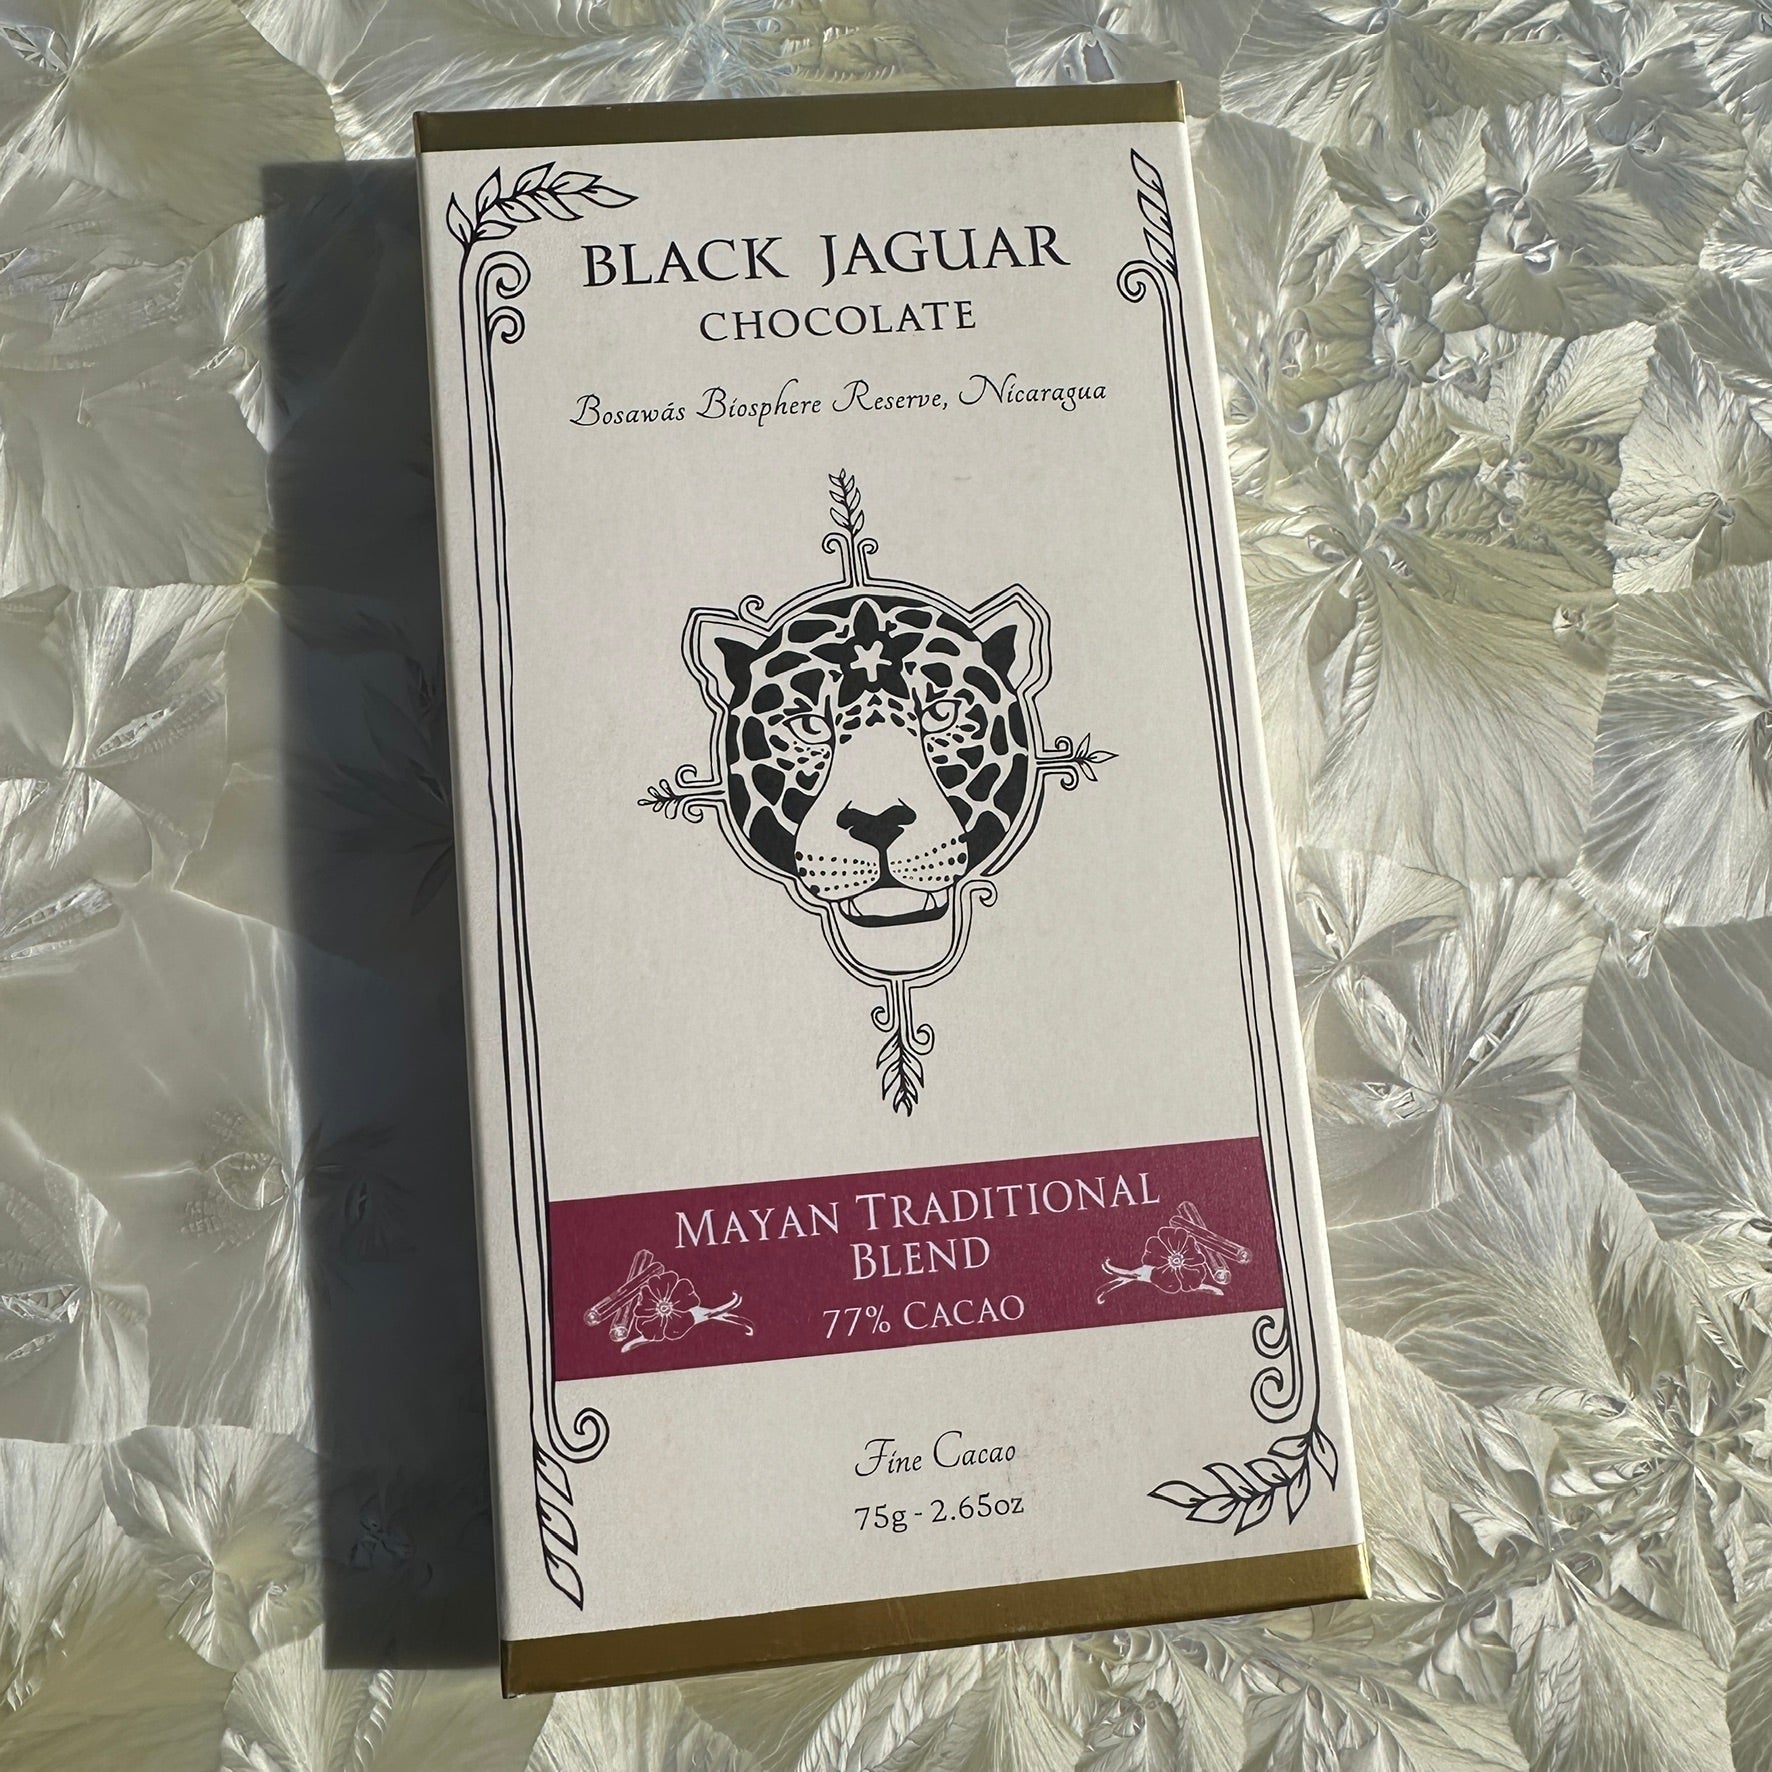 BLACK JAGUAR
CHOCOLATE
Bosawás Biosphere Reserve, Nicaragua
MAYAN TRADITIONAL
BLEND
77% CACAO
Fine Cacao
75g - 2.65oz